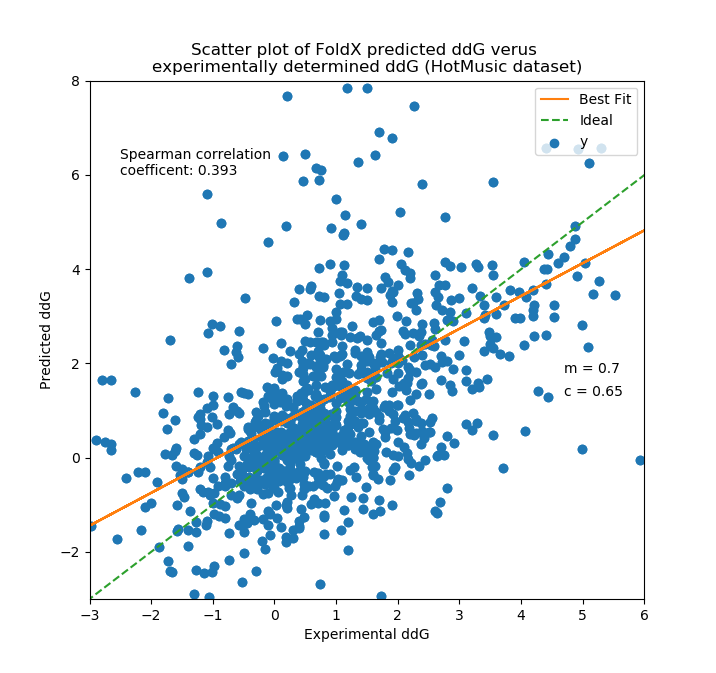 Scatter plot of FoldX predicted ddG verus
experimentally determined ddG (HotMusic dataset)
Best Fit
Ideal
y
Spearman correlation
coefficent: 0.393
m = 0.7
c = 0.65
8
6
4
2
0
−2
Predicted ddG
−3
−2
−1
0
1
2
3
4
5
6
Experimental ddG